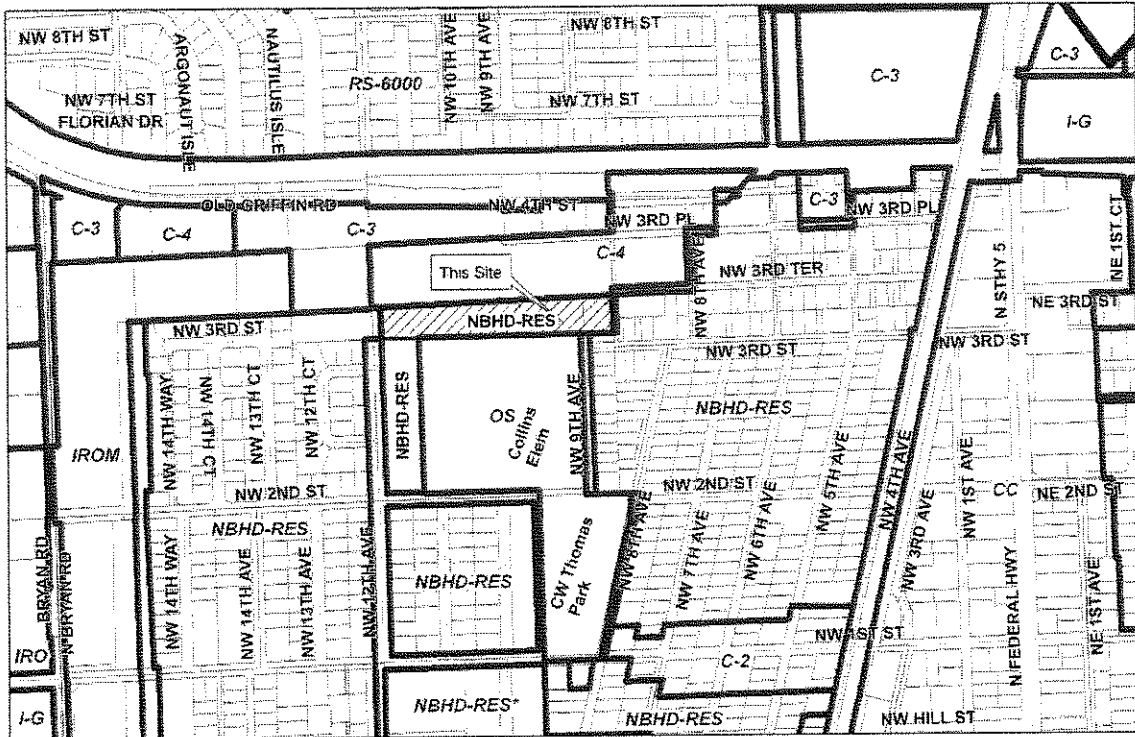 NW 8TH ST
ARGONAUT ISLE
NAUTILUS ISLE
RS-6000
NW 10TH AVE
NW 9TH AVE
NW 8TH ST
C-3
C-3
NW 7TH ST
FLORIAN DR
NW 7TH ST
I-G
OLD GRIFFIN RD
NW 4TH ST
NW 3RD PL
C-3
NW 3RD PL
C-3
C-4
C-3
C-4
NW 8TH AVE
NW 3RD TER
N STHY 5
NE 1ST CT
This Site
NBHD-RES
NW 3RD ST
NE 3RD ST
NW 3RD ST
NW 3RD ST
IROM
NW 14TH WAY
NW 14TH CT
NW 13TH CT
NW 12TH CT
NBHD-RES
OS
Collins
Elem
NW 9TH AVE
NBHD-RES
NW 2ND ST
NBHD-RES
NW 2ND ST
NW 5TH AVE
NW 4TH AVE
NW 3RD AVE
NW 1ST AVE
CC
NE 2ND ST
BRYAN RD
N BRYAN RD
NW 14TH WAY
NW 14TH AVE
NW 13TH AVE
NW 12TH AVE
NBHD-RES
CW Thomas
Park
NW 8TH AVE
NW 7TH AVE
NW 6TH AVE
N FEDERAL HWY
NE 1ST AVE
NW 1ST ST
IRO
C-2
I-G
NBHD-RES*
NBHD-RES
NW HILL ST